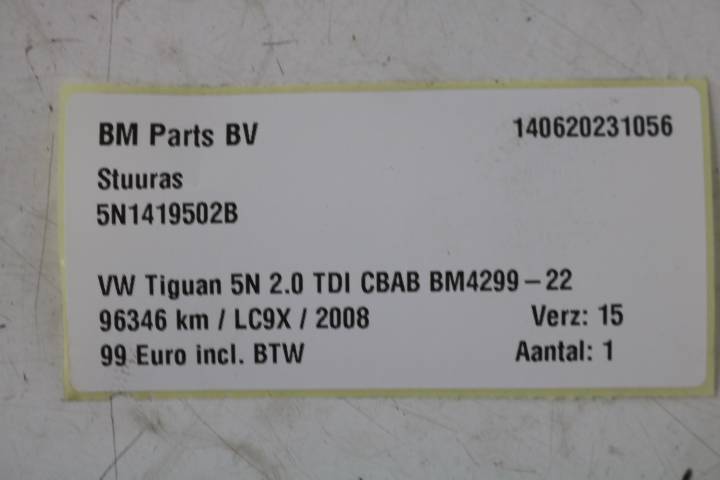 BM Parts BV 140620231056
Stuuras
5N1419502B
VW Tiguan 5N 2.0 TDI CBAB BM4299-22
96346 km / LC9X / 2008 Verz: 15
99 Euro incl. BTW Aantal: 1